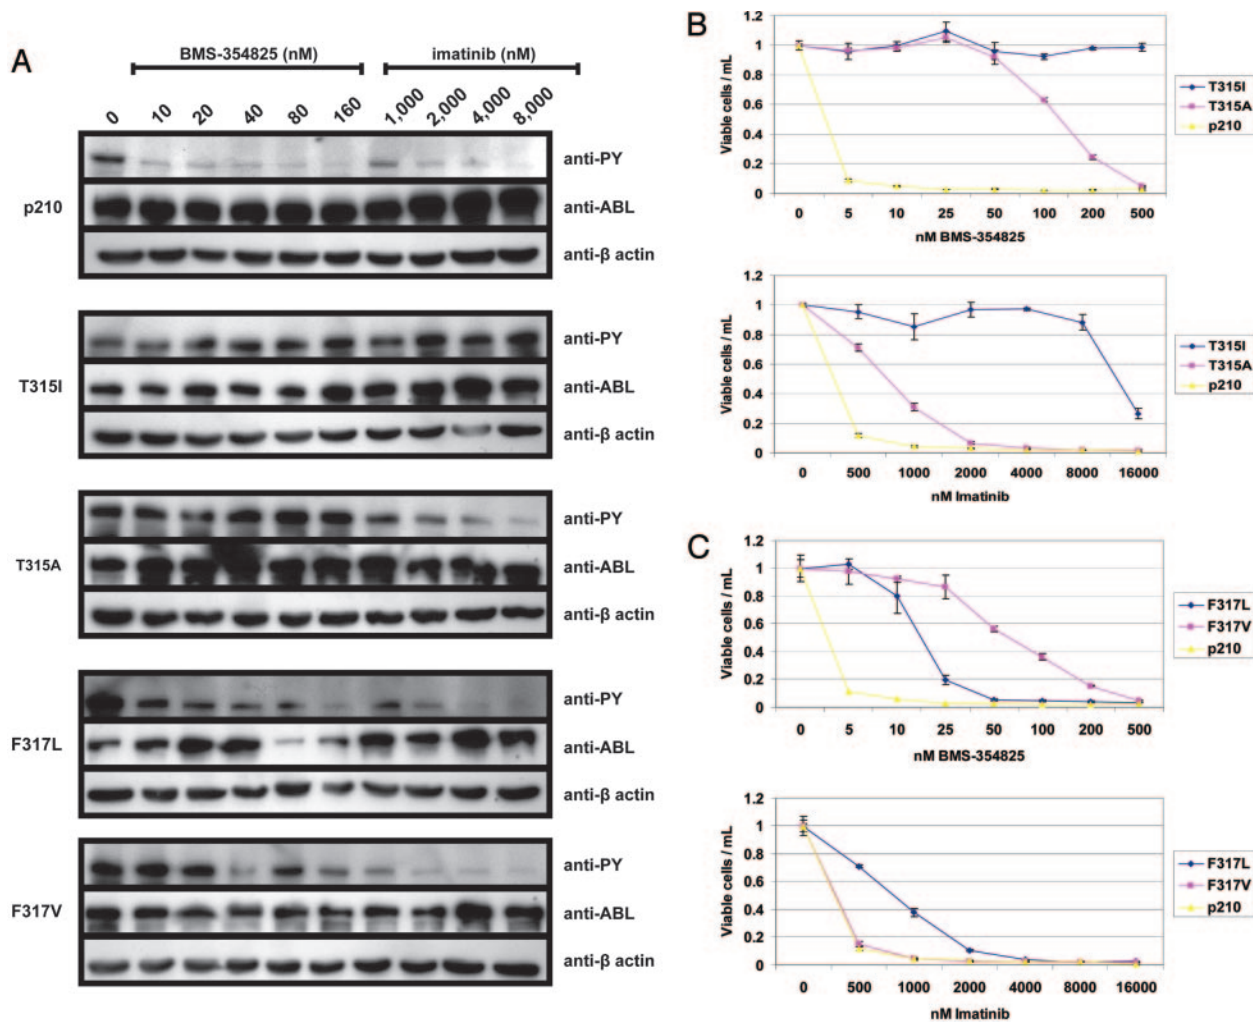 A
BMS-354825 (nM)
imatinib (nM)
0 10 20 40 80 160 1,000 2,000 4,000 8,000
p210
anti-PY
anti-ABL
anti-β actin
T315I
anti-PY
anti-ABL
anti-β actin
T315A
anti-PY
anti-ABL
anti-β actin
F317L
anti-PY
anti-ABL
anti-β actin
F317V
anti-PY
anti-ABL
anti-β actin
B
Viable cells / mL
1.2
1
0.8
0.6
0.4
0.2
0
0 5 10 25 50 100 200 500
nM BMS-354825
T315I
T315A
p210
Viable cells / mL
1.2
1
0.8
0.6
0.4
0.2
0
0 500 1000 2000 4000 8000 16000
nM Imatinib
T315I
T315A
p210
C
Viable cells / mL
1.2
1
0.8
0.6
0.4
0.2
0
0 5 10 25 50 100 200 500
nM BMS-354825
F317L
F317V
p210
Viable cells / mL
1.2
1
0.8
0.6
0.4
0.2
0
0 500 1000 2000 4000 8000 16000
nM Imatinib
F317L
F317V
p210